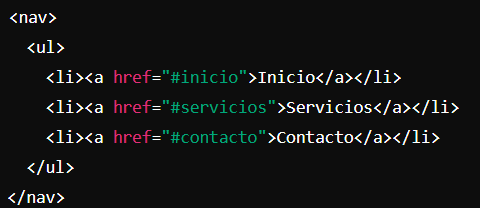 <nav>
<ul>
<li><a href="#inicio">Inicio</a></li>
<li><a href="#servicios">Servicios</a></li>
<li><a href="#contacto">Contacto</a></li>
</ul>
</nav>